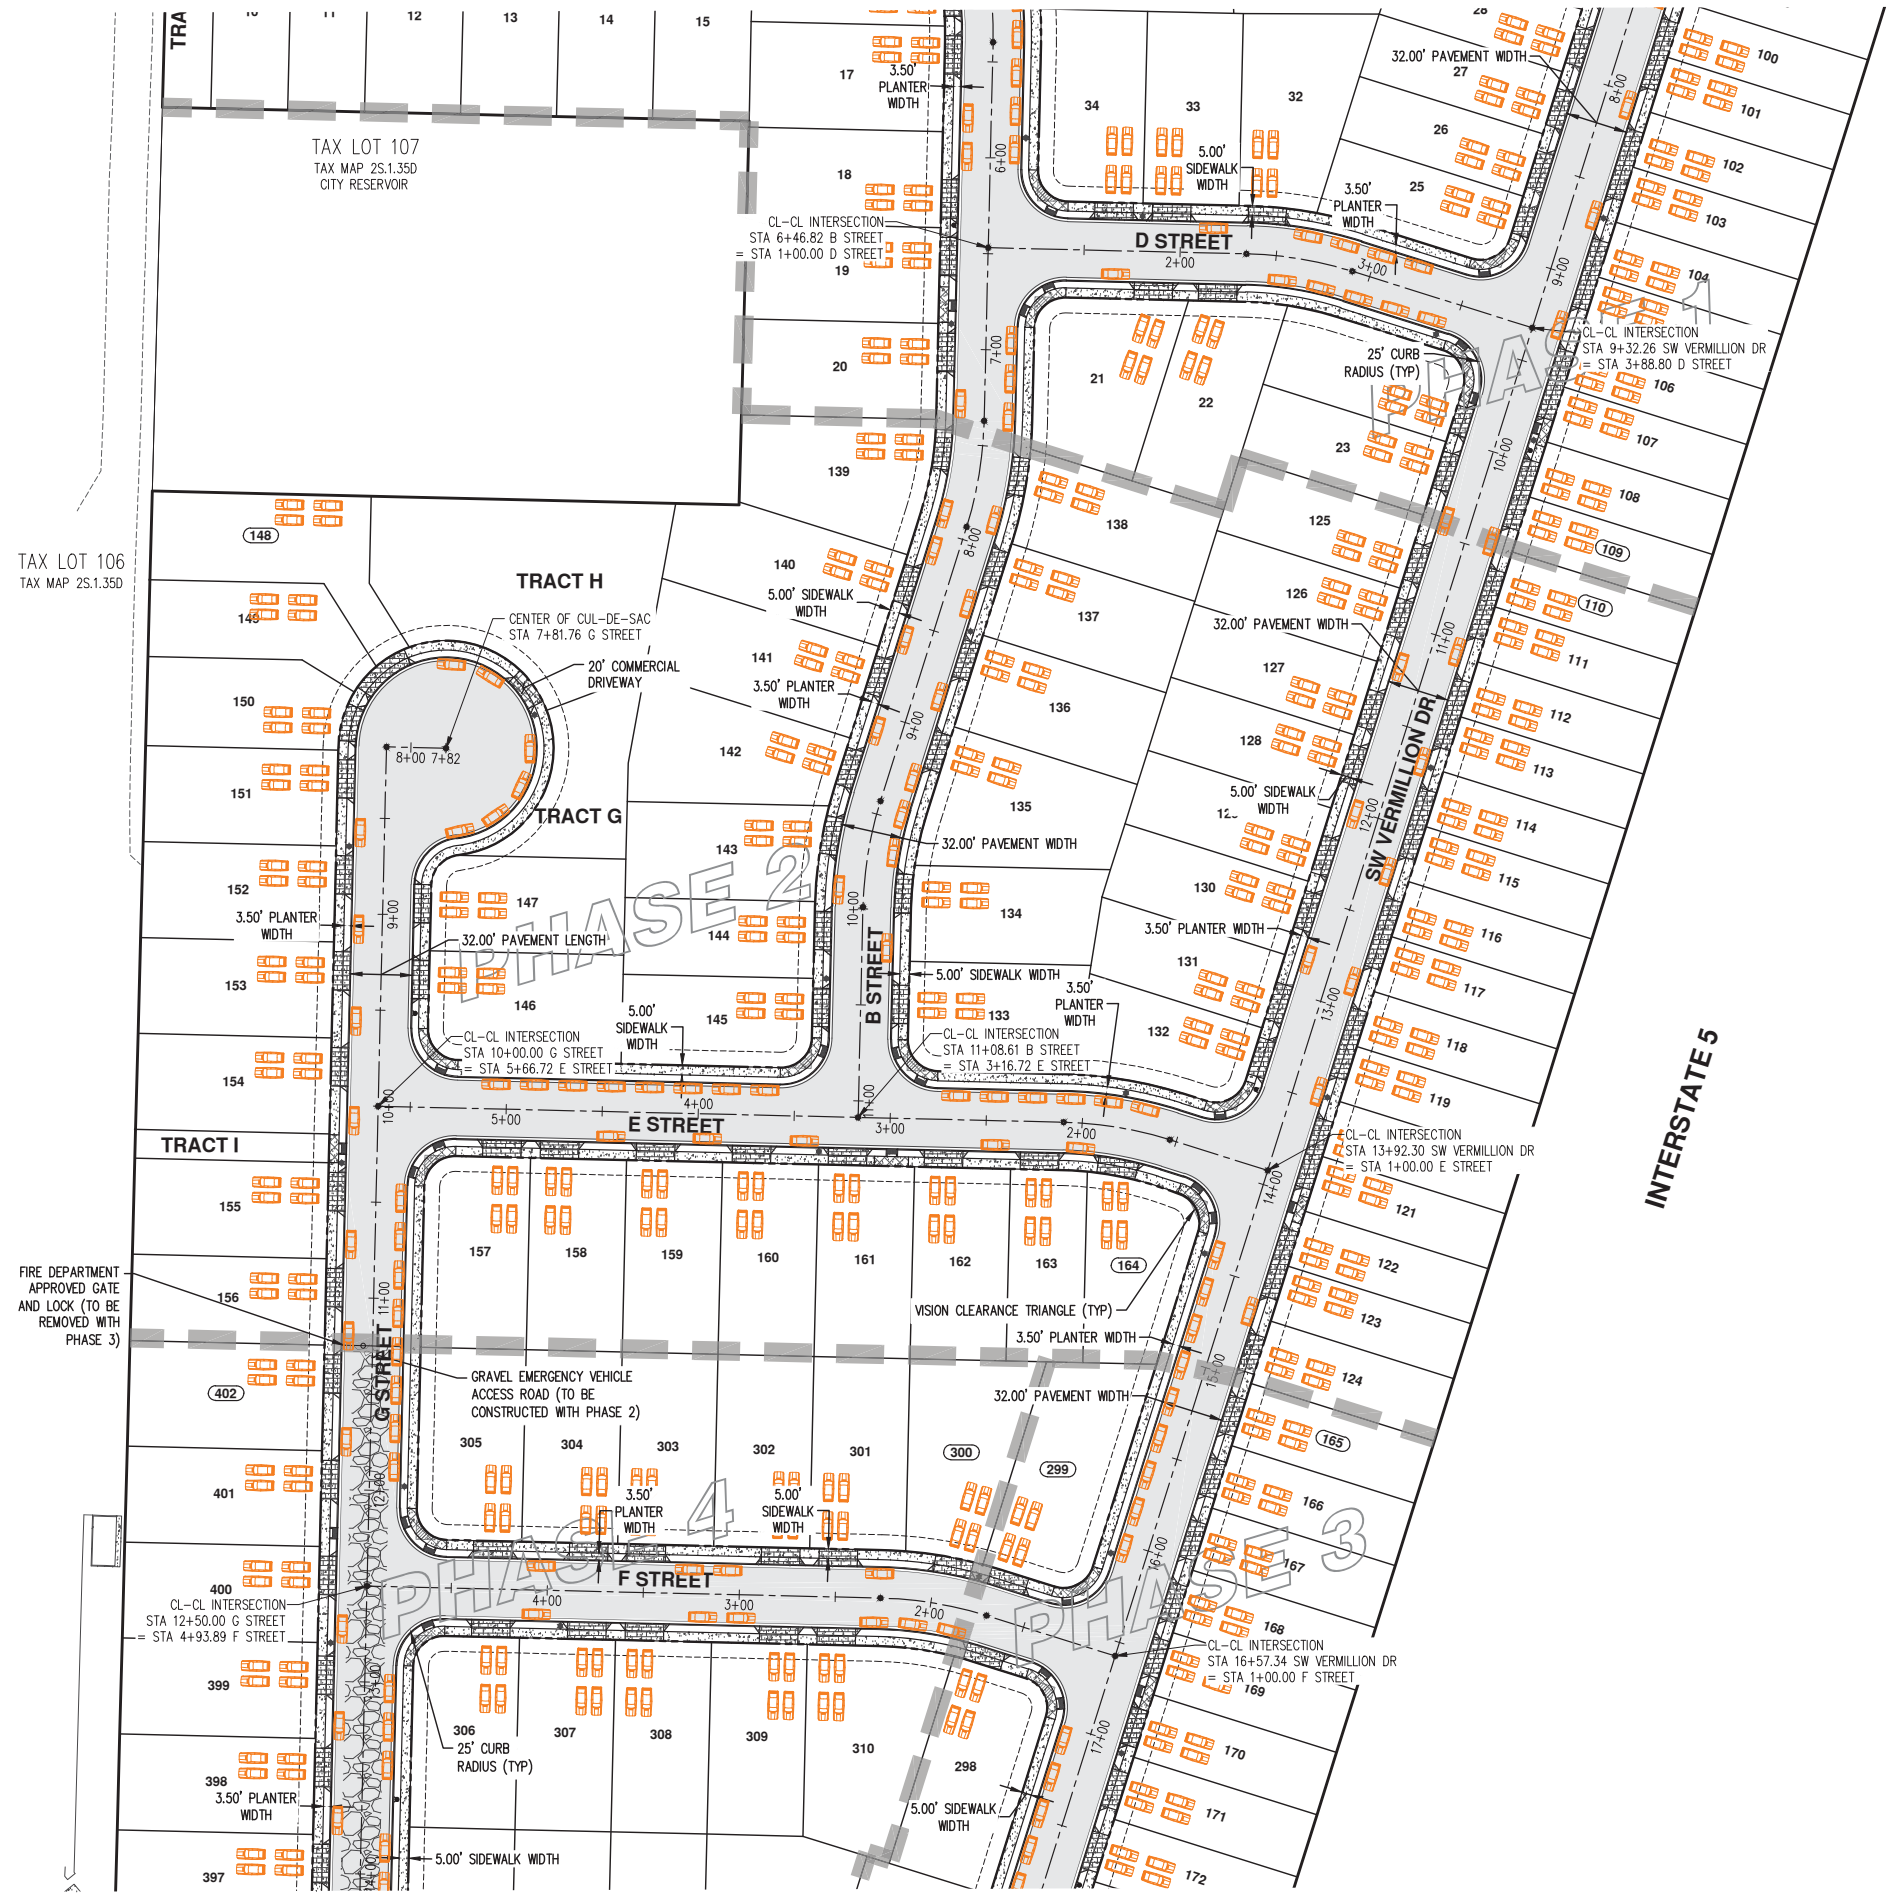 TRA
10
11
12
13
14
15
17
34
33
32
28
27
26
25
100
101
102
103
104
3.50'
PLANTER
WIDTH
32.00' PAVEMENT WIDTH
8+00
6+00
TAX LOT 107
TAX MAP 2S.1.35D
CITY RESERVOIR
18
5.00'
SIDEWALK
WIDTH
3.50'
PLANTER
WIDTH
CL-CL INTERSECTION
STA 6+46.82 B STREET
= STA 1+00.00 D STREET
19
D STREET
2+00
3+00
9+00
PHASE 1
CL-CL INTERSECTION
STA 9+32.26 SW VERMILLION DR
= STA 3+88.80 D STREET
20
7+00
21
22
25' CURB
RADIUS (TYP)
23
106
107
108
10+00
139
138
125
(109)
(148)
TAX LOT 106
TAX MAP 2S.1.35D
TRACT H
140
8+00
137
126
(110)
149
5.00' SIDEWALK
WIDTH
CENTER OF CUL-DE-SAC
STA 7+81.76 G STREET
32.00' PAVEMENT WIDTH
11+00
111
20' COMMERCIAL
DRIVEWAY
141
3.50' PLANTER
WIDTH
136
127
112
150
9+00
142
128
113
8+00 7+82
SW VERMILLION DR
151
5.00' SIDEWALK
WIDTH
135
12+00
114
TRACT G
143
32.00' PAVEMENT WIDTH
115
PHASE 2
152
147
134
130
116
3.50' PLANTER
WIDTH
9+00
10+00
144
32.00' PAVEMENT LENGTH
B STREET
3.50' PLANTER WIDTH
131
153
146
5.00' SIDEWALK WIDTH
117
145
133
3.50'
PLANTER
WIDTH
13+00
132
118
5.00'
SIDEWALK
WIDTH
CL-CL INTERSECTION
STA 10+00.00 G STREET
= STA 5+66.72 E STREET
CL-CL INTERSECTION
STA 11+08.61 B STREET
= STA 3+16.72 E STREET
154
119
INTERSTATE 5
10+00
5+00
4+00
E STREET
11+00
3+00
2+00
CL-CL INTERSECTION
STA 13+92.30 SW VERMILLION DR
= STA 1+00.00 E STREET
TRACT I
14+00
155
121
157
158
159
160
161
162
163
(164)
122
FIRE DEPARTMENT
APPROVED GATE
AND LOCK (TO BE
REMOVED WITH
PHASE 3)
156
11+00
VISION CLEARANCE TRIANGLE (TYP)
3.50' PLANTER WIDTH
123
G STREET
GRAVEL EMERGENCY VEHICLE
ACCESS ROAD (TO BE
CONSTRUCTED WITH PHASE 2)
(402)
15+00
32.00' PAVEMENT WIDTH
124
305
304
303
302
301
(300)
(299)
(165)
401
12+00
3.50'
PLANTER
WIDTH
5.00'
SIDEWALK
WIDTH
166
PHASE 4
PHASE 3
16+00
167
400
F STREET
4+00
3+00
2+00
CL-CL INTERSECTION
STA 12+50.00 G STREET
= STA 4+93.89 F STREET
168
CL-CL INTERSECTION
STA 16+57.34 SW VERMILLION DR
= STA 1+00.00 F STREET
169
399
13+00
306
307
308
309
310
298
17+00
170
25' CURB
RADIUS (TYP)
398
3.50' PLANTER
WIDTH
5.00' SIDEWALK
WIDTH
171
5.00' SIDEWALK WIDTH
397
14+00
172